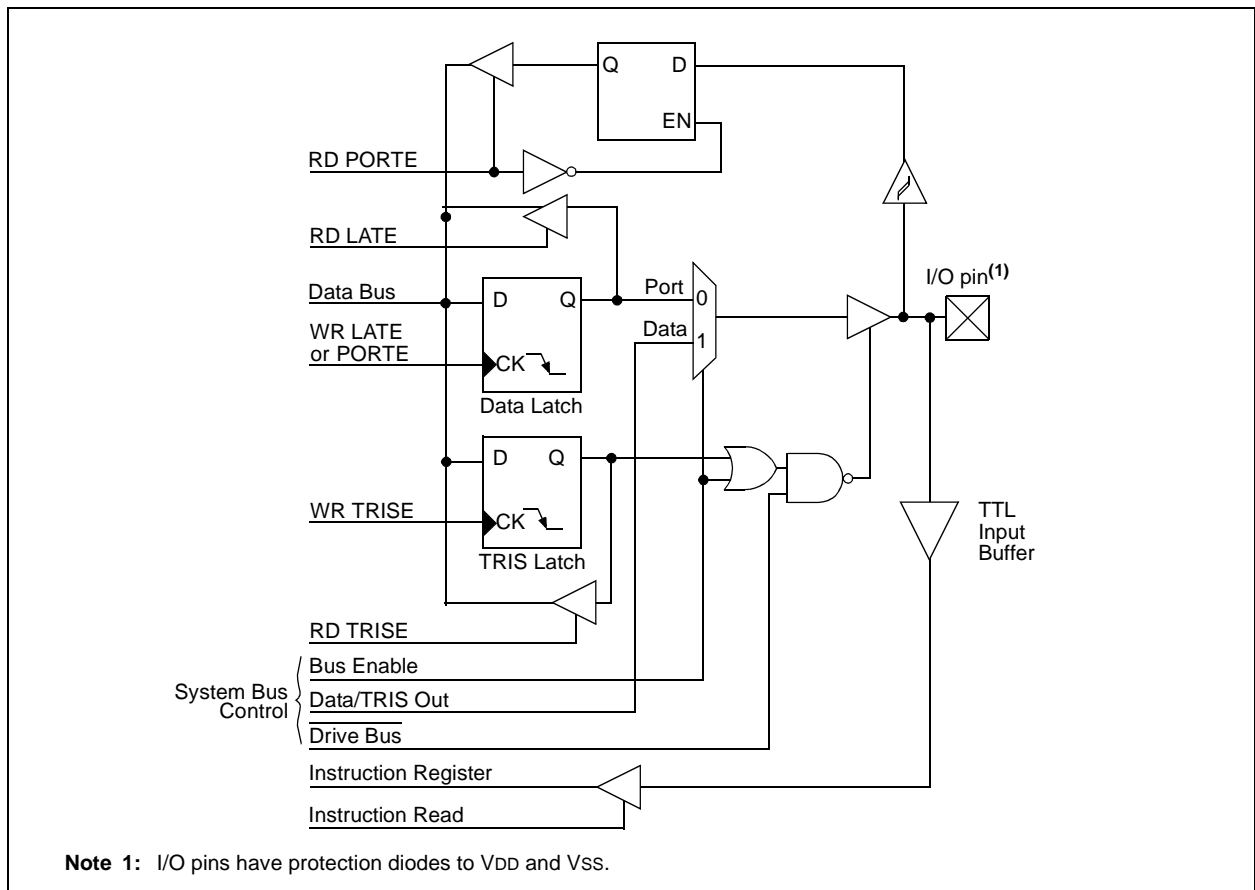 Q D
EN
RD PORTE
RD LATE
I/O pin(1)
Data Bus
D Q
Port 0
Data 1
WR LATE
or PORTE
CK
Data Latch
D Q
WR TRISE
CK
TRIS Latch
TTL
Input
Buffer
RD TRISE
System Bus
Control
Bus Enable
Data/TRIS Out
Drive Bus
Instruction Register
Instruction Read
Note 1: I/O pins have protection diodes to VDD and VSS.